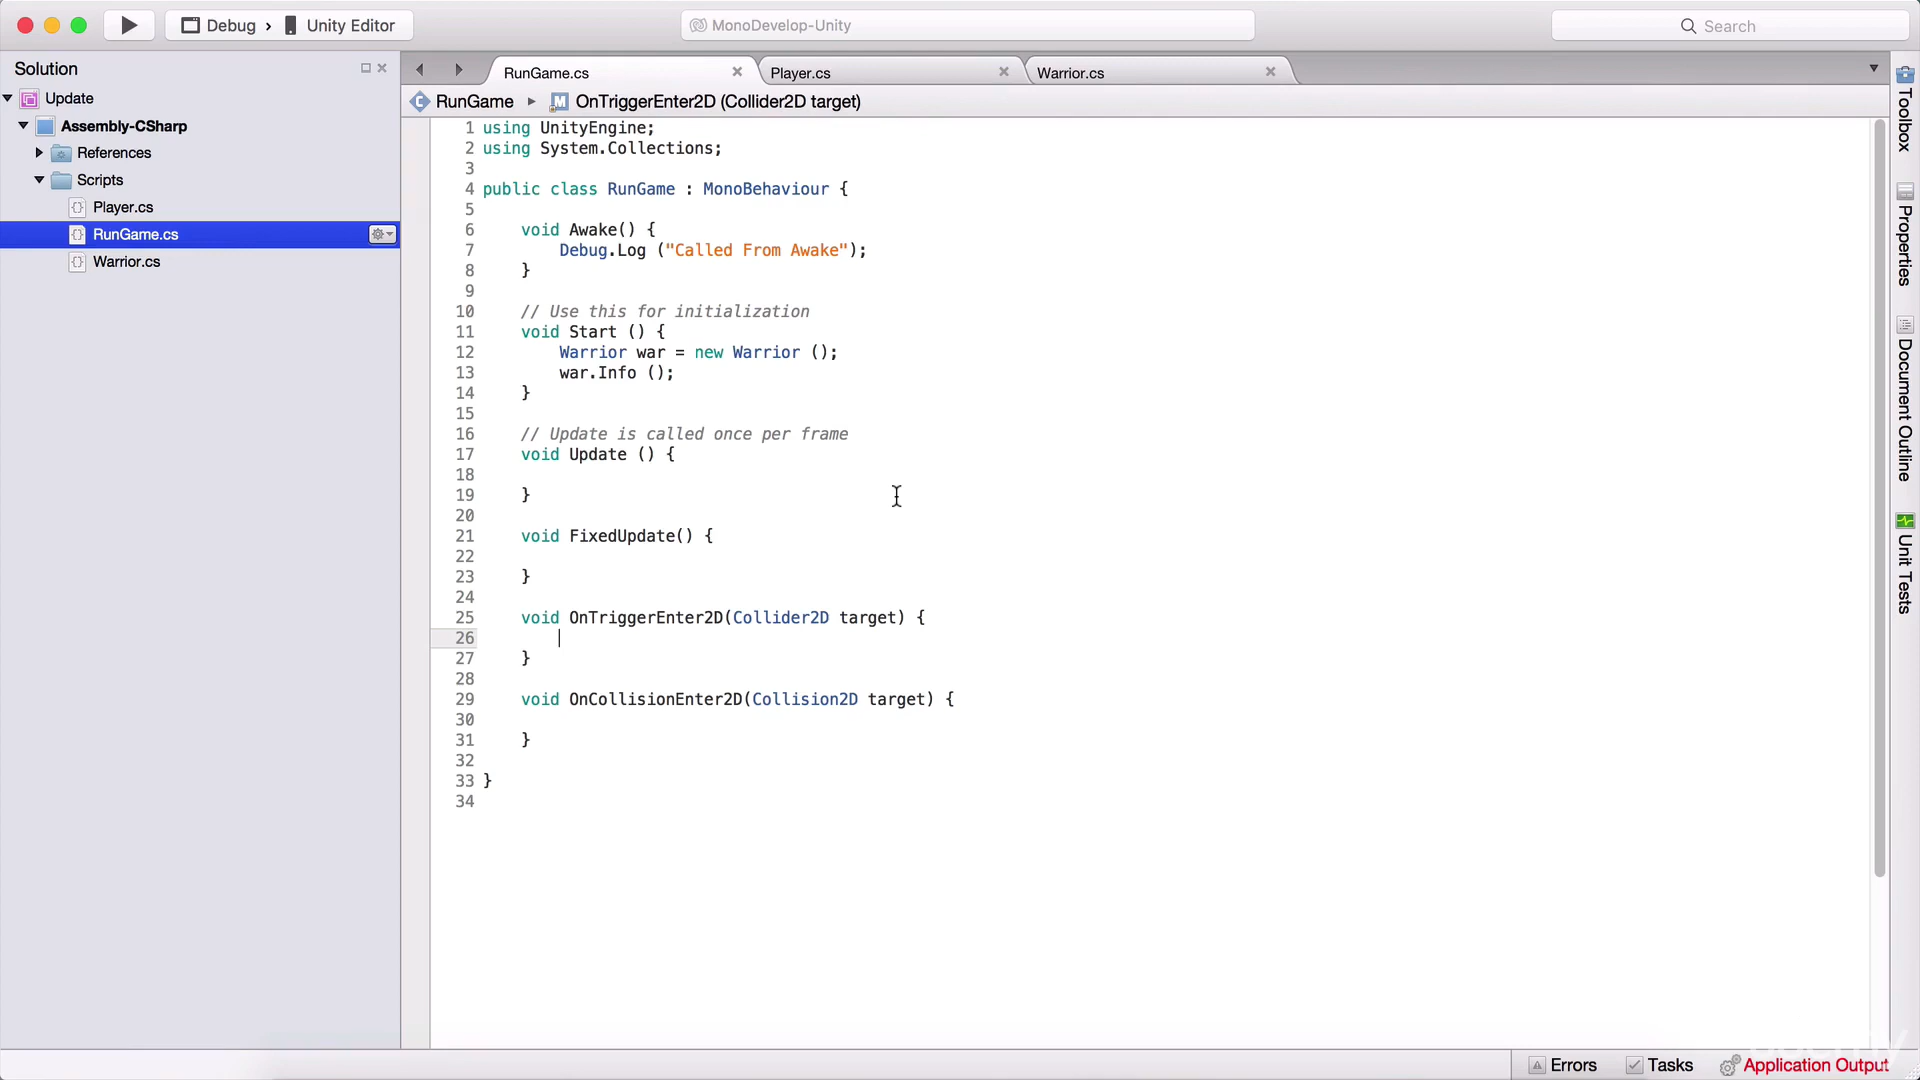 Debug › Unity Editor
MonoDevelop-Unity
Search
Solution
Update
Assembly-CSharp
References
Scripts
Player.cs
RunGame.cs
Warrior.cs
RunGame.cs
Player.cs
Warrior.cs
RunGame ▸ OnTriggerEnter2D (Collider2D target)
1 using UnityEngine;
2 using System.Collections;
3
4 public class RunGame : MonoBehaviour {
5
6     void Awake() {
7         Debug.Log ("Called From Awake");
8     }
9
10     // Use this for initialization
11     void Start () {
12         Warrior war = new Warrior ();
13         war.Info ();
14     }
15
16     // Update is called once per frame
17     void Update () {
18
19     }
20
21     void FixedUpdate() {
22
23     }
24
25     void OnTriggerEnter2D(Collider2D target) {
26
27     }
28
29     void OnCollisionEnter2D(Collision2D target) {
30
31     }
32
33 }
34
Toolbox
Properties
Document Outline
Unit Tests
Errors
Tasks
Application Output